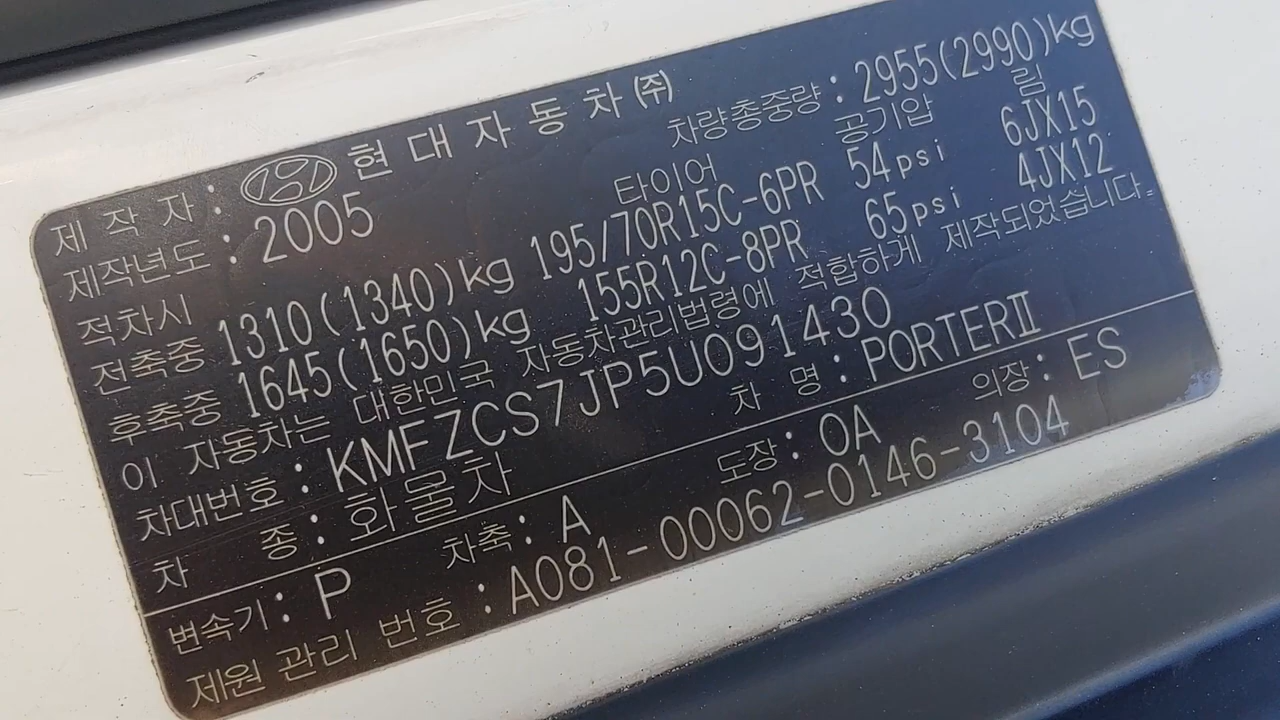 제 작 자 : HYUNDAI 현 대 자 동 차 ㈜
제작년도 : 2005 차량총중량 : 2955(2990)kg
적차시 타이어 공기압 림
전축중 1310(1340)kg 195/70R15C-6PR 54psi 6JX15
후축중 1645(1650)kg 155R12C-8PR 65psi 4JX12
이 자동차는 대한민국 자동차관리법령에 적합하게 제작되었습니다.
차대번호 : KMFZCS7JP5U091430
차 종 : 화물차 차 명 : PORTERⅡ
변속기 : P 차축 : A 도장 : OA 의장 : ES
제원 관리 번호 : A081-00062-0146-3104